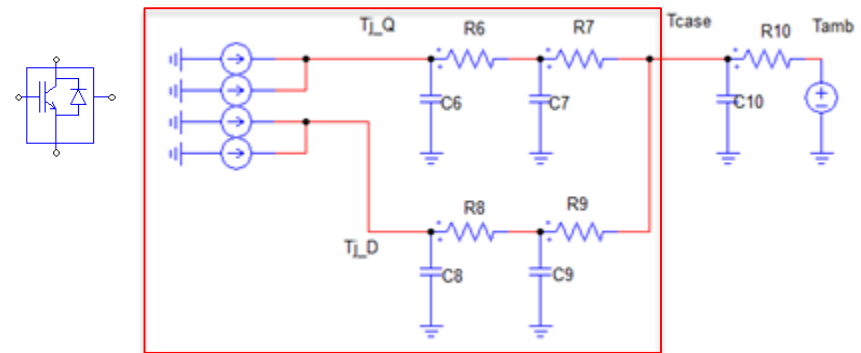 Tj_Q
R6
R7
Tcase
R10
Tamb
C6
C7
C10
R8
R9
Tj_D
C8
C9